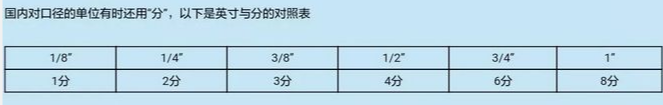 国内对口径的单位有时还用“分”，以下是英寸与分的对照表
1/8” 1/4” 3/8” 1/2” 3/4” 1”
1分 2分 3分 4分 6分 8分